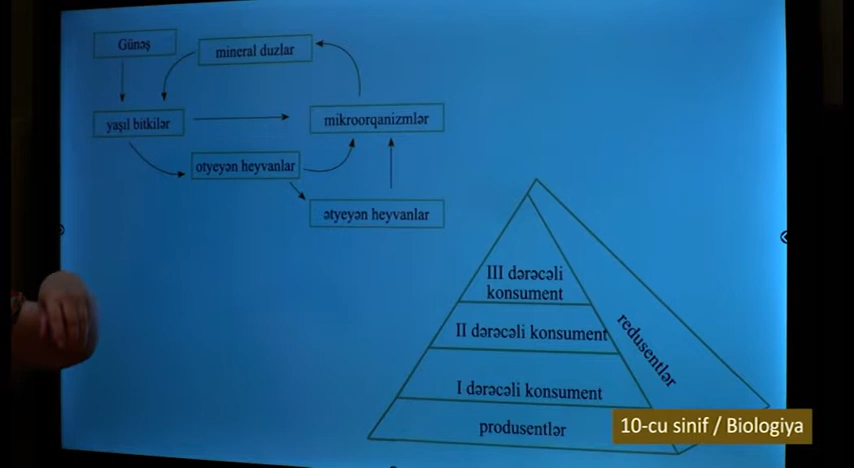 Günəş
mineral duzlar
yaşıl bitkilər
mikroorqanizmlər
otyeyən heyvanlar
ətyeyən heyvanlar
III dərəcəli
konsument
II dərəcəli konsument
I dərəcəli konsument
produsentlər
redusentlər
10-cu sinif / Biologiya